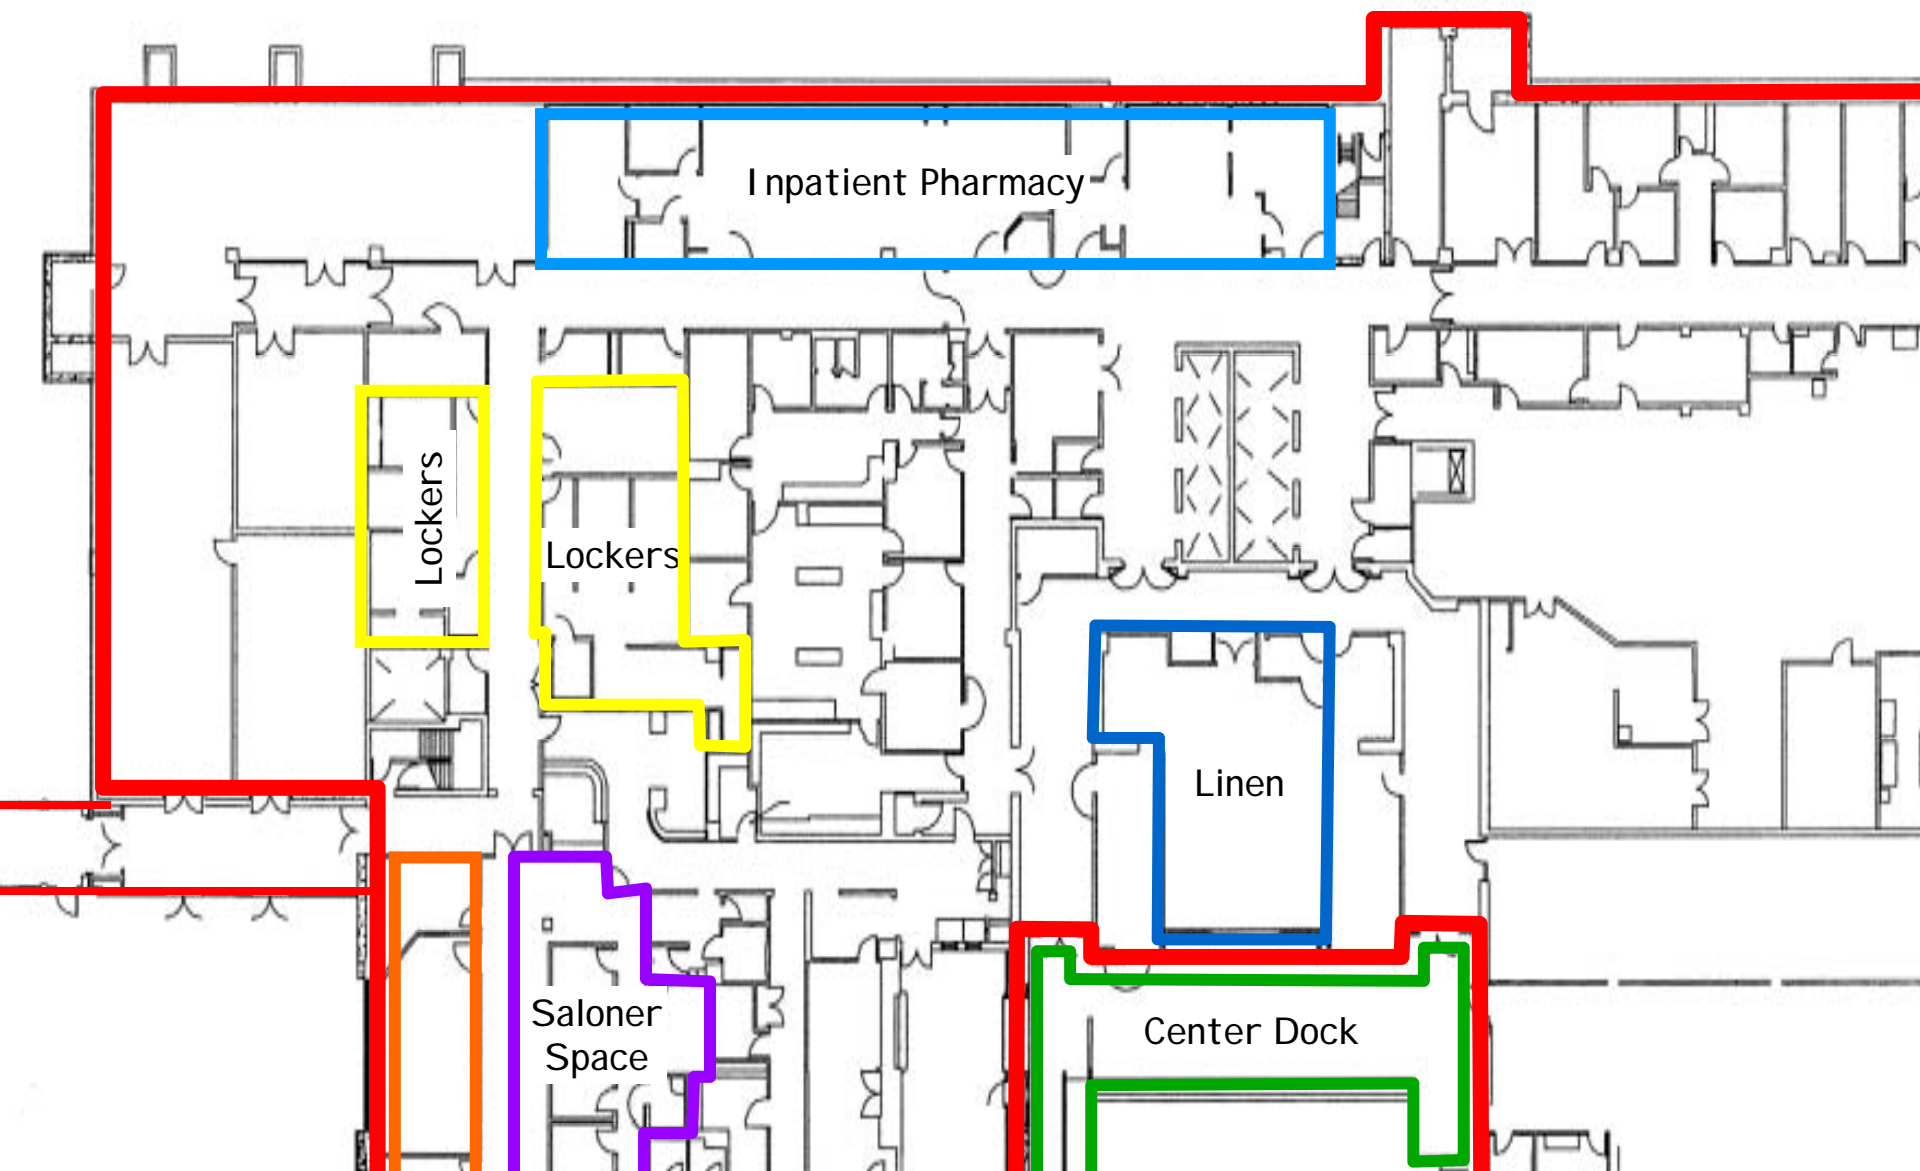 Inpatient Pharmacy
Lockers
Lockers
Linen
Saloner
Space
Center Dock